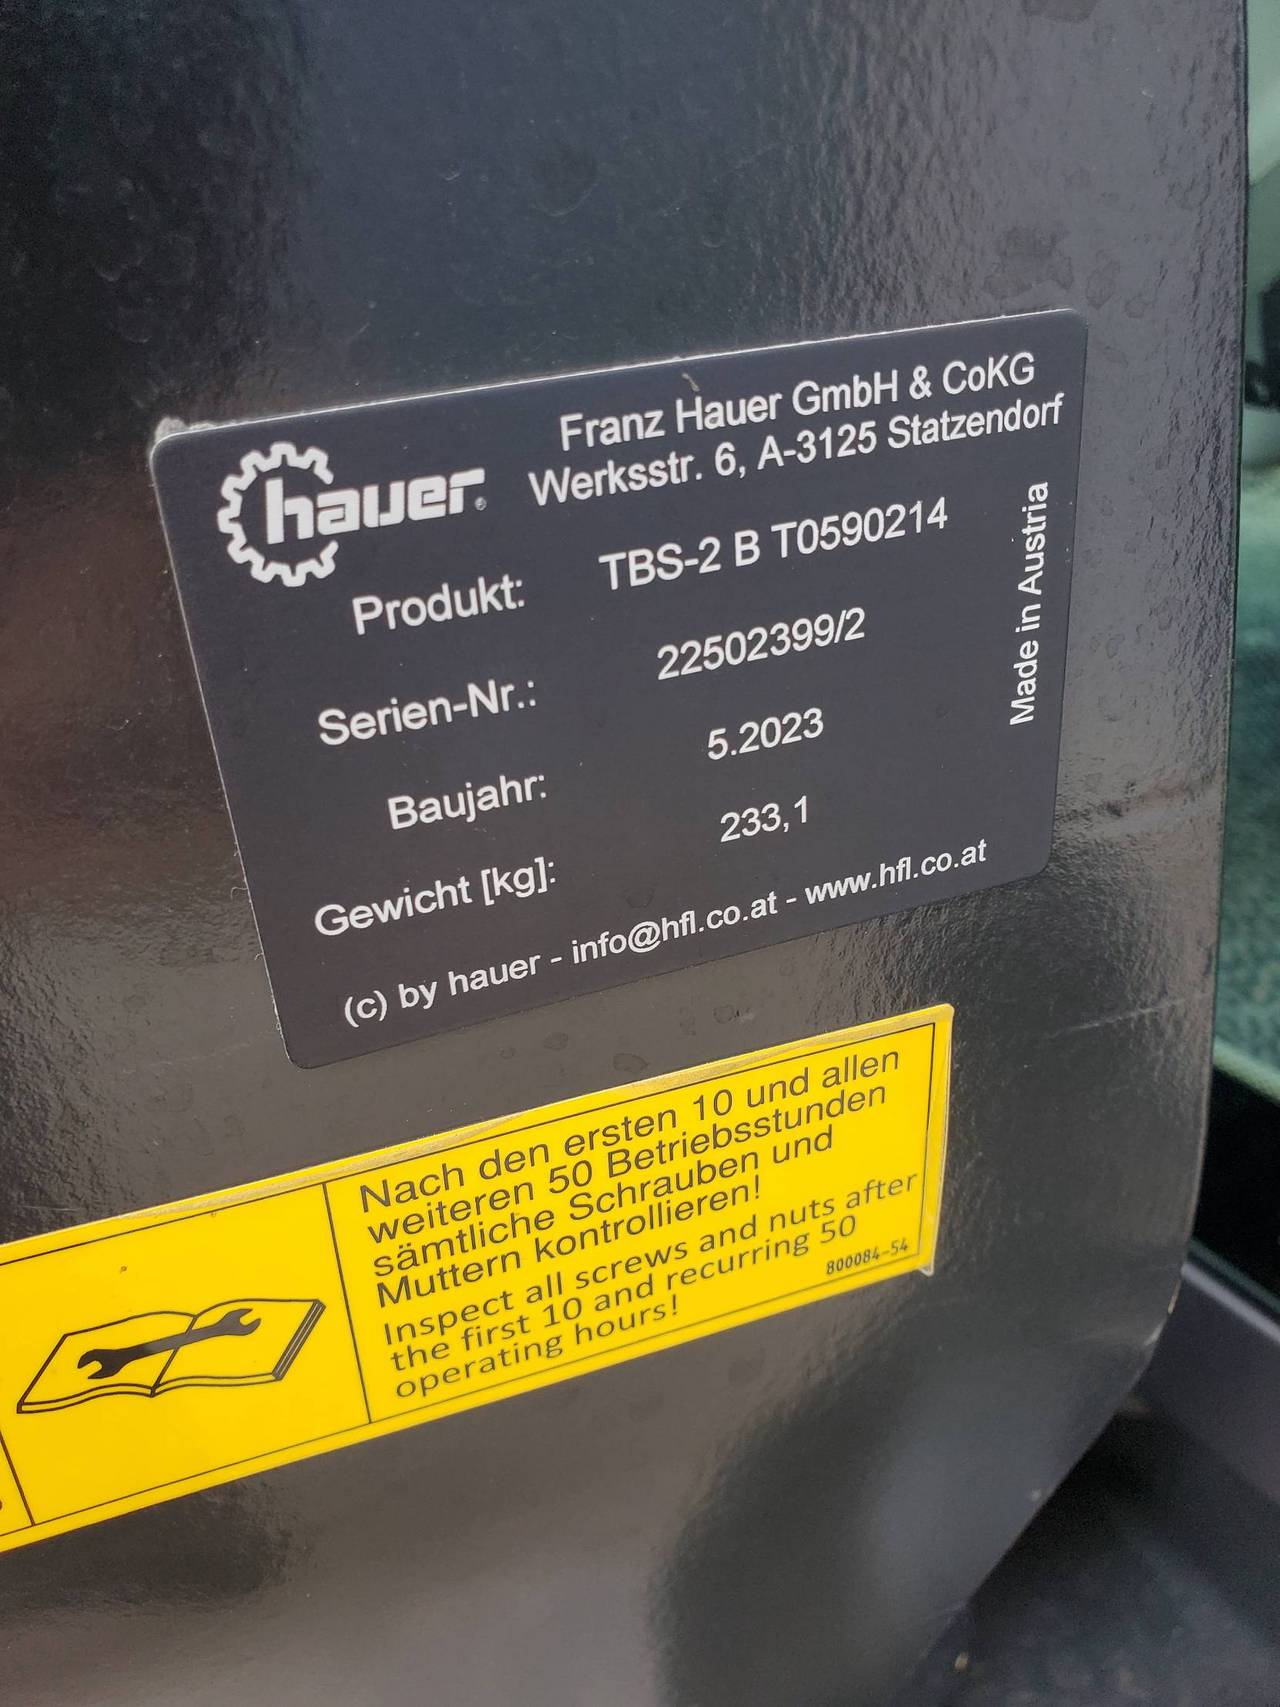 Franz Hauer GmbH & CoKG
Werksstr. 6, A-3125 Statzendorf
hauer®
Produkt: TBS-2 B T0590214
Serien-Nr.: 22502399/2
Baujahr: 5.2023
Gewicht [kg]: 233,1
Made in Austria
(c) by hauer - info@hfl.co.at - www.hfl.co.at
Nach den ersten 10 und allen
weiteren 50 Betriebsstunden
sämtliche Schrauben und
Muttern kontrollieren!
Inspect all screws and nuts after
the first 10 and recurring 50
operating hours!
800084-54